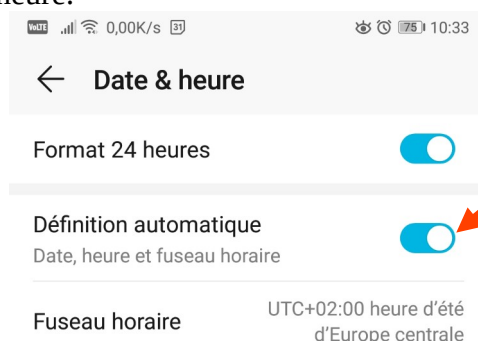 heure.
VoLTE 0,00K/s 31 75 10:33
Date & heure
Format 24 heures
Définition automatique
Date, heure et fuseau horaire
Fuseau horaire
UTC+02:00 heure d'été
d'Europe centrale